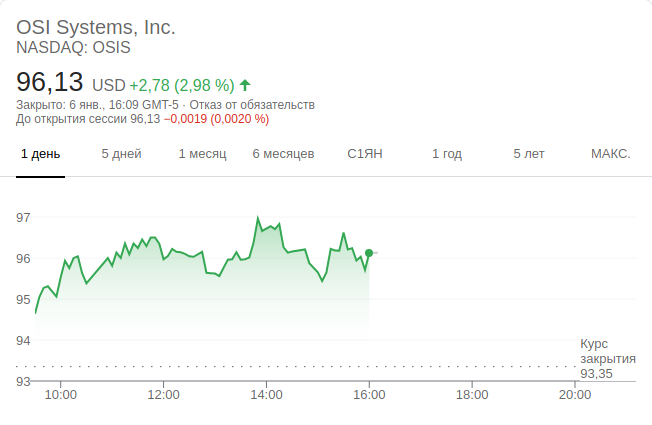 OSI Systems, Inc.
NASDAQ: OSIS
96,13 USD +2,78 (2,98 %)
Закрыто: 6 янв., 16:09 GMT-5 · Отказ от обязательств
До открытия сессии 96,13 −0,0019 (0,0020 %)
1 день 5 дней 1 месяц 6 месяцев С1ЯН 1 год 5 лет МАКС.
97
96
95
94
Курс
закрытия
93,35
93
10:00 12:00 14:00 16:00 18:00 20:00